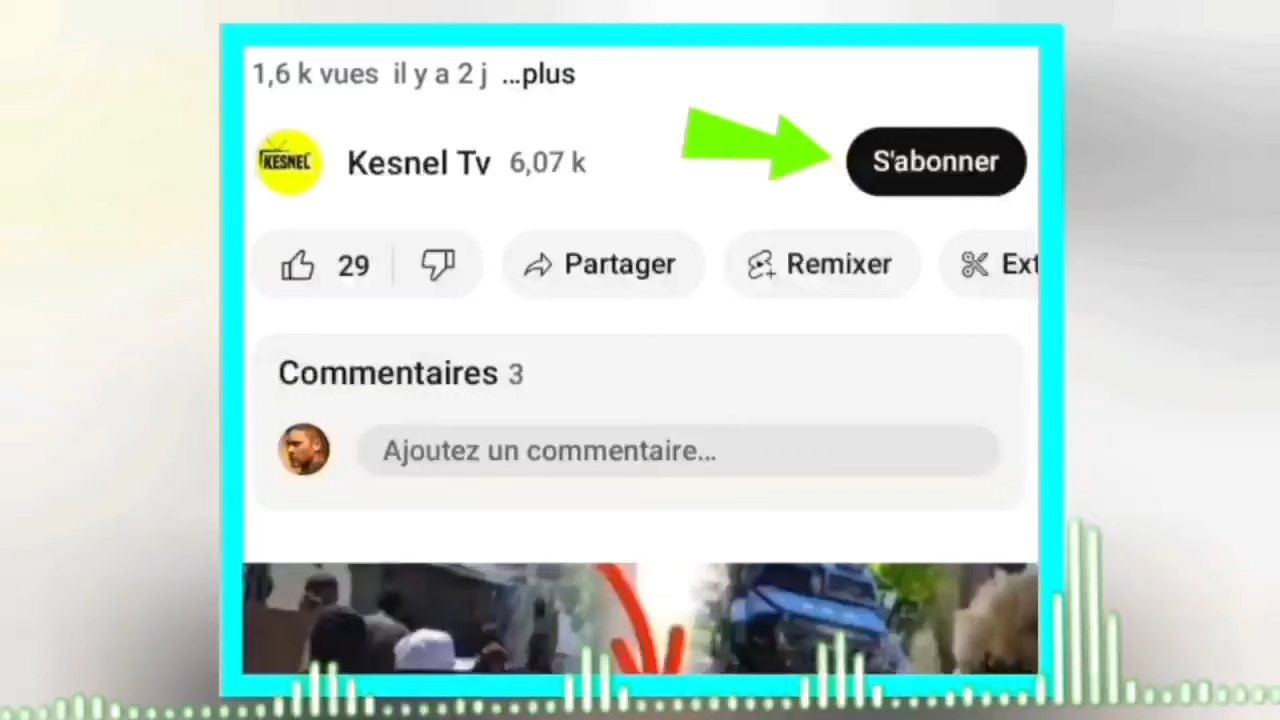 1,6 k vues il y a 2 j ...plus
KESNEL
Kesnel Tv 6,07 k
S'abonner
29
Partager
Remixer
Ext
Commentaires 3
Ajoutez un commentaire...